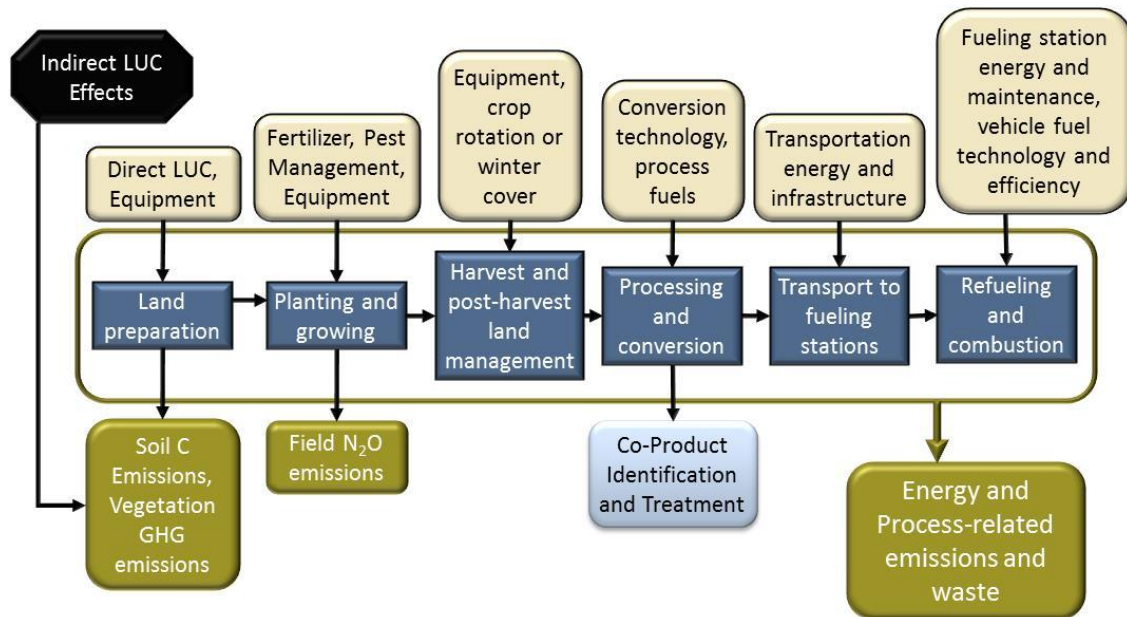 Indirect LUC
Effects
Direct LUC,
Equipment
Fertilizer, Pest
Management,
Equipment
Equipment,
crop
rotation or
winter
cover
Conversion
technology,
process
fuels
Transportation
energy and
infrastructure
Fueling station
energy and
maintenance,
vehicle fuel
technology and
efficiency
Land
preparation
Planting and
growing
Harvest and
post-harvest
land
management
Processing
and
conversion
Transport to
fueling
stations
Refueling
and
combustion
Soil C
Emissions,
Vegetation
GHG
emissions
Field N₂O
emissions
Co-Product
Identification
and Treatment
Energy and
Process-related
emissions and
waste